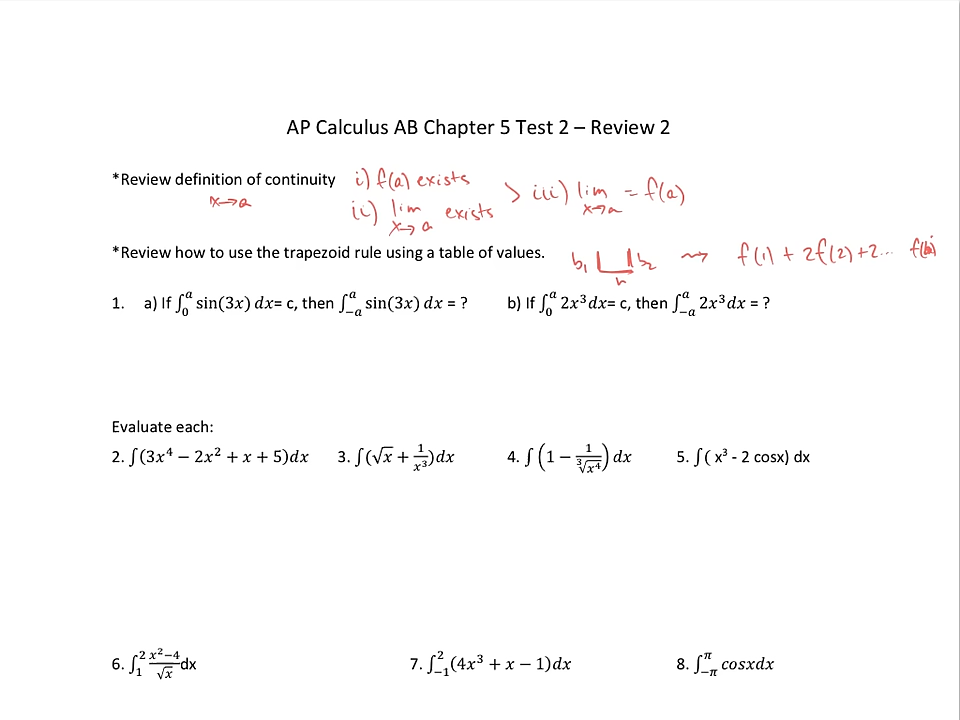 AP Calculus AB Chapter 5 Test 2 – Review 2
*Review definition of continuity i) f(a) exists
x→a ii) lim x→a exists > iii) lim x→a = f(a)
*Review how to use the trapezoid rule using a table of values. b₁ b₂ h ⇝ f(1) + 2f(2) + 2...
1. a) If ∫₀ᵃ sin(3x) dx= c, then ∫₋ₐᵃ sin(3x) dx = ? b) If ∫₀ᵃ 2x³dx= c, then ∫₋ₐᵃ 2x³dx = ?
Evaluate each:
2. ∫(3x⁴ − 2x² + x + 5)dx 3. ∫(√x + 1/x³)dx 4. ∫(1 − 1/∛x⁴) dx 5. ∫( x³ - 2 cosx) dx
6. ∫₁² (x²−4)/√x dx 7. ∫₋₁² (4x³ + x − 1)dx 8. ∫₋π^π cosxdx